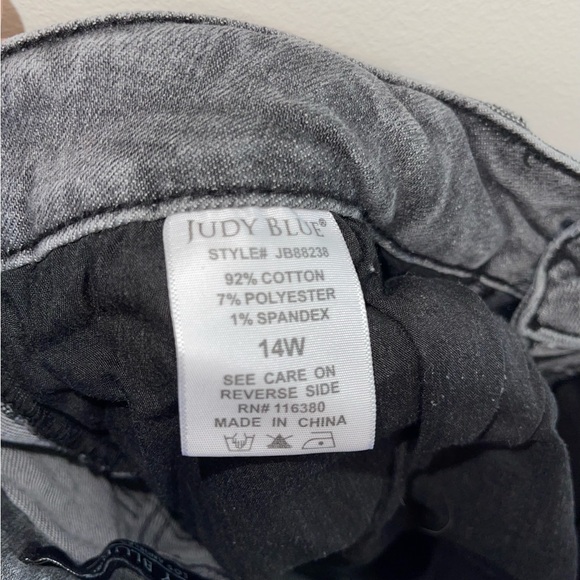 JUDY BLUE®
STYLE# JB88238
92% COTTON
7% POLYESTER
1% SPANDEX
14W
SEE CARE ON
REVERSE SIDE
RN# 116380
MADE IN CHINA